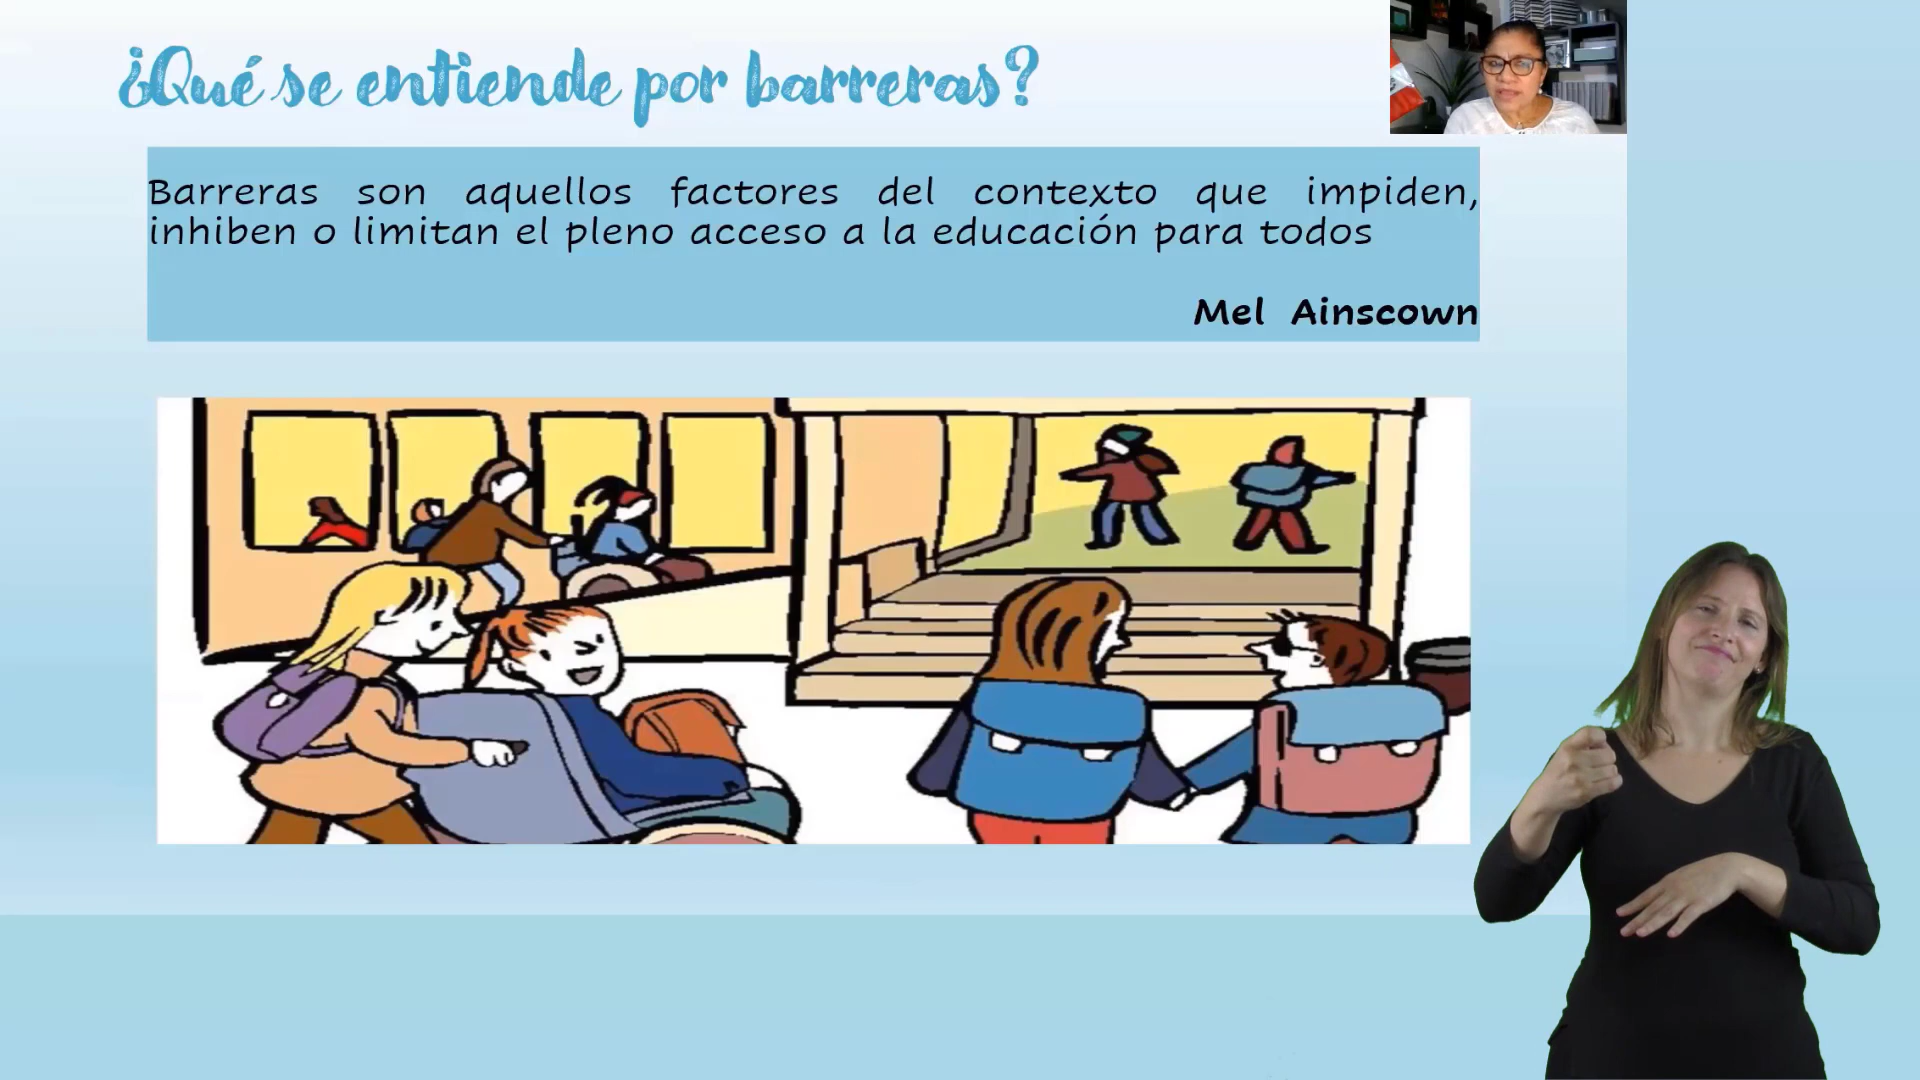 ¿Qué se entiende por barreras?
Barreras son aquellos factores del contexto que impiden,
inhiben o limitan el pleno acceso a la educación para todos
Mel Ainscown